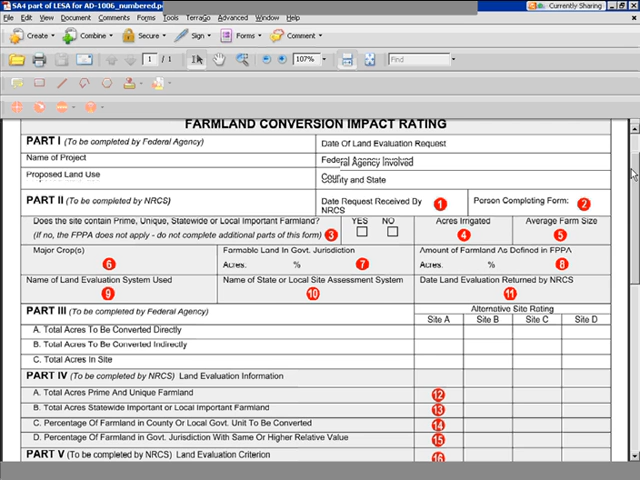 SA4 part of LESA for AD-1006_numbered.p
Currently Sharing
File Edit View Document Comments Forms Tools TerraGo Advanced Window Help
Create Combine Sign Forms Comment
1 / 1 107% Find
FARMLAND CONVERSION IMPACT RATING
PART I (To be completed by Federal Agency) Date Of Land Evaluation Request
Name of Project Federal Agency Involved
Proposed Land Use County and State
PART II (To be completed by NRCS) Date Request Received By NRCS 1 Person Completing Form: 2
Does the site contain Prime, Unique, Statewide or Local Important Farmland? YES NO Acres Irrigated Average Farm Size
(If no, the FPPA does not apply - do not complete additional parts of this form) 3 4 5
Major Crop(s) Farmable Land In Govt. Jurisdiction Amount of Farmland As Defined in FPPA
6 Acres: % 7 Acres: % 8
Name of Land Evaluation System Used Name of State or Local Site Assessment System Date Land Evaluation Returned by NRCS
9 10 11
PART III (To be completed by Federal Agency) Alternative Site Rating
Site A Site B Site C Site D
A. Total Acres To Be Converted Directly
B. Total Acres To Be Converted Indirectly
C. Total Acres In Site
PART IV (To be completed by NRCS) Land Evaluation Information
A. Total Acres Prime And Unique Farmland 12
B. Total Acres Statewide Important or Local Important Farmland 13
C. Percentage Of Farmland in County Or Local Govt. Unit To Be Converted 14
D. Percentage Of Farmland in Govt. Jurisdiction With Same Or Higher Relative Value 15
PART V (To be completed by NRCS) Land Evaluation Criterion 16